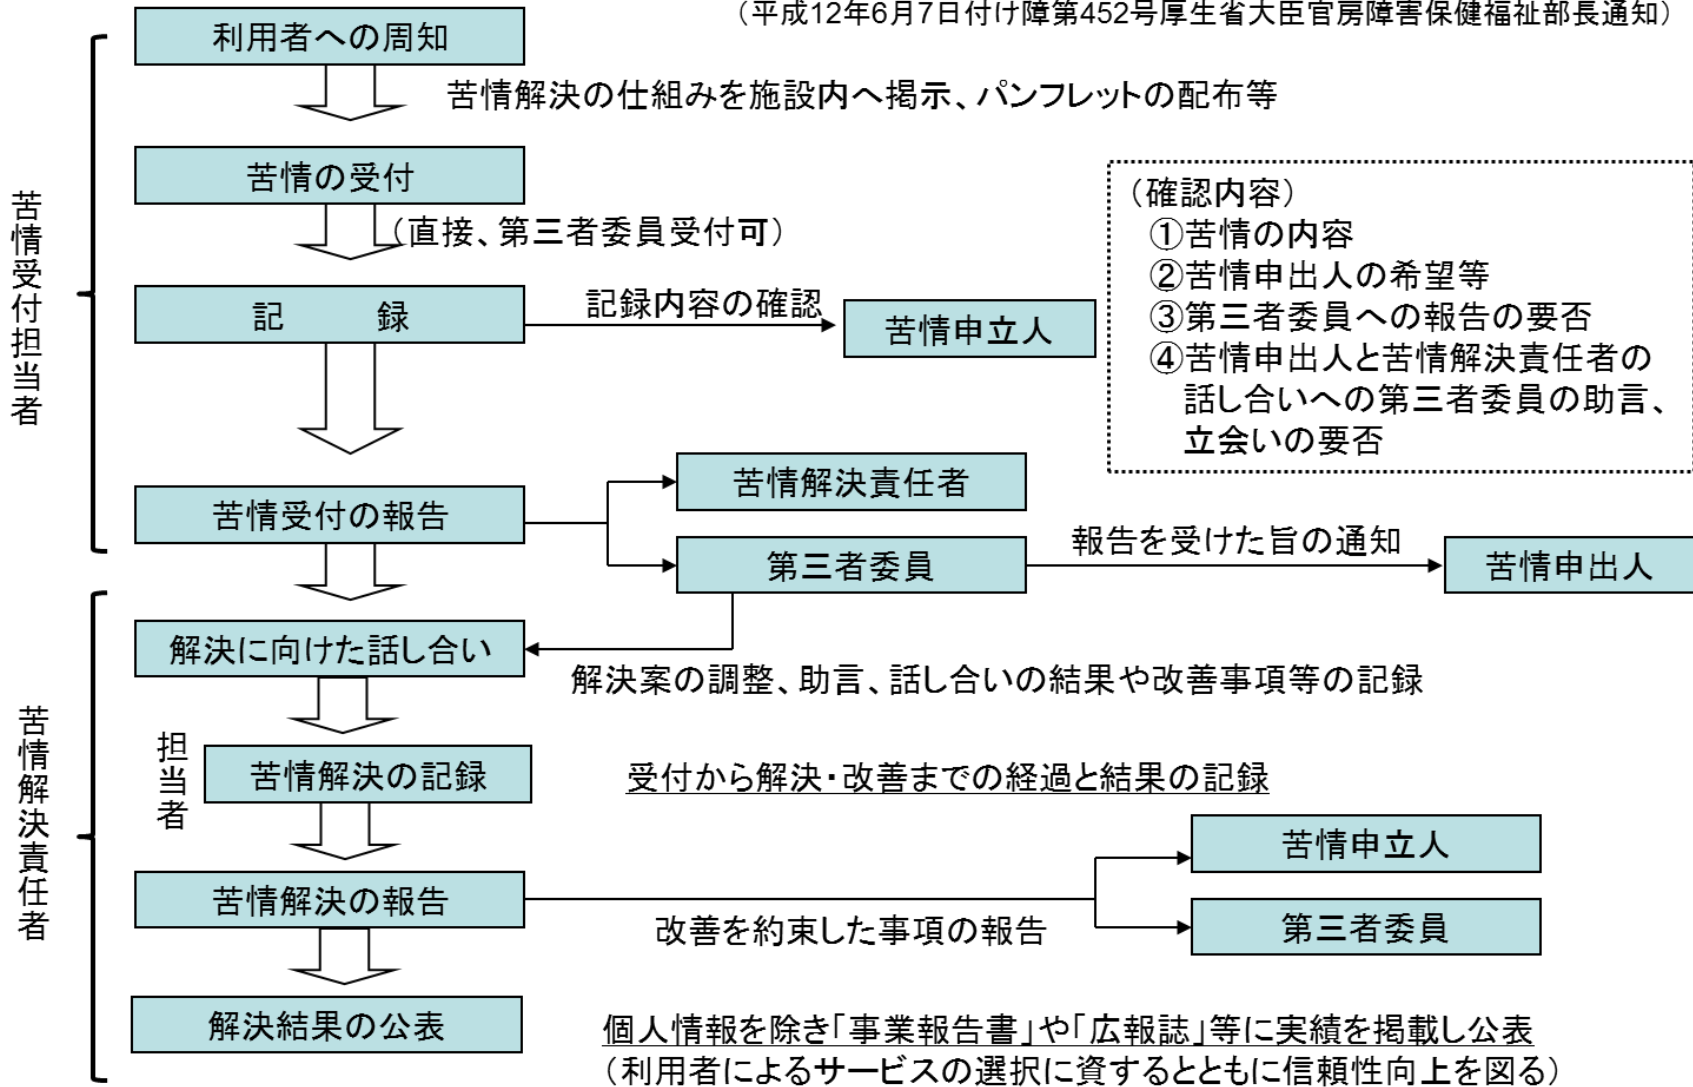 （平成12年6月7日付け障第452号厚生省大臣官房障害保健福祉部長通知）
利用者への周知
苦情解決の仕組みを施設内へ掲示、パンフレットの配布等
苦情受付担当者
苦情の受付
（直接、第三者委員受付可）
（確認内容）
①苦情の内容
②苦情申出人の希望等
③第三者委員への報告の要否
④苦情申出人と苦情解決責任者の
話し合いへの第三者委員の助言、
立会いの要否
記　　録
記録内容の確認
苦情申立人
苦情受付の報告
苦情解決責任者
第三者委員
報告を受けた旨の通知
苦情申出人
苦情解決責任者
解決に向けた話し合い
解決案の調整、助言、話し合いの結果や改善事項等の記録
担当者
苦情解決の記録
受付から解決・改善までの経過と結果の記録
苦情解決の報告
改善を約束した事項の報告
苦情申立人
第三者委員
解決結果の公表
個人情報を除き「事業報告書」や「広報誌」等に実績を掲載し公表
（利用者によるサービスの選択に資するとともに信頼性向上を図る）